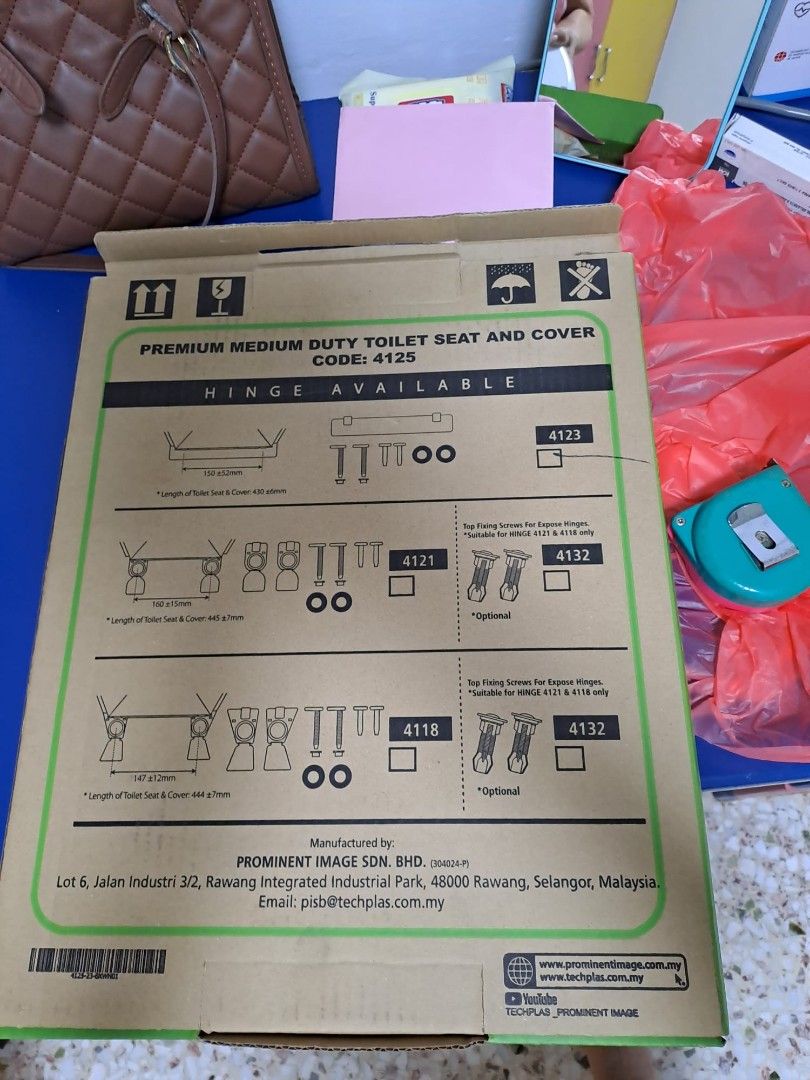 Sup
PREMIUM MEDIUM DUTY TOILET SEAT AND COVER
CODE: 4125
HINGE AVAILABLE
150 ±52mm
* Length of Toilet Seat & Cover: 430 ±6mm
4123
160 ±15mm
* Length of Toilet Seat & Cover: 445 ±7mm
4121
Top Fixing Screws For Expose Hinges.
*Suitable for HINGE 4121 & 4118 only
4132
*Optional
147 ±12mm
* Length of Toilet Seat & Cover: 444 ±7mm
4118
Top Fixing Screws For Expose Hinges.
*Suitable for HINGE 4121 & 4118 only
4132
*Optional
Manufactured by:
PROMINENT IMAGE SDN. BHD. (304024-P)
Lot 6, Jalan Industri 3/2, Rawang Integrated Industrial Park, 48000 Rawang, Selangor, Malaysia.
Email: pisb@techplas.com.my
www.prominentimage.com.my
www.techplas.com.my
YouTube
TECHPLAS_PROMINENT IMAGE